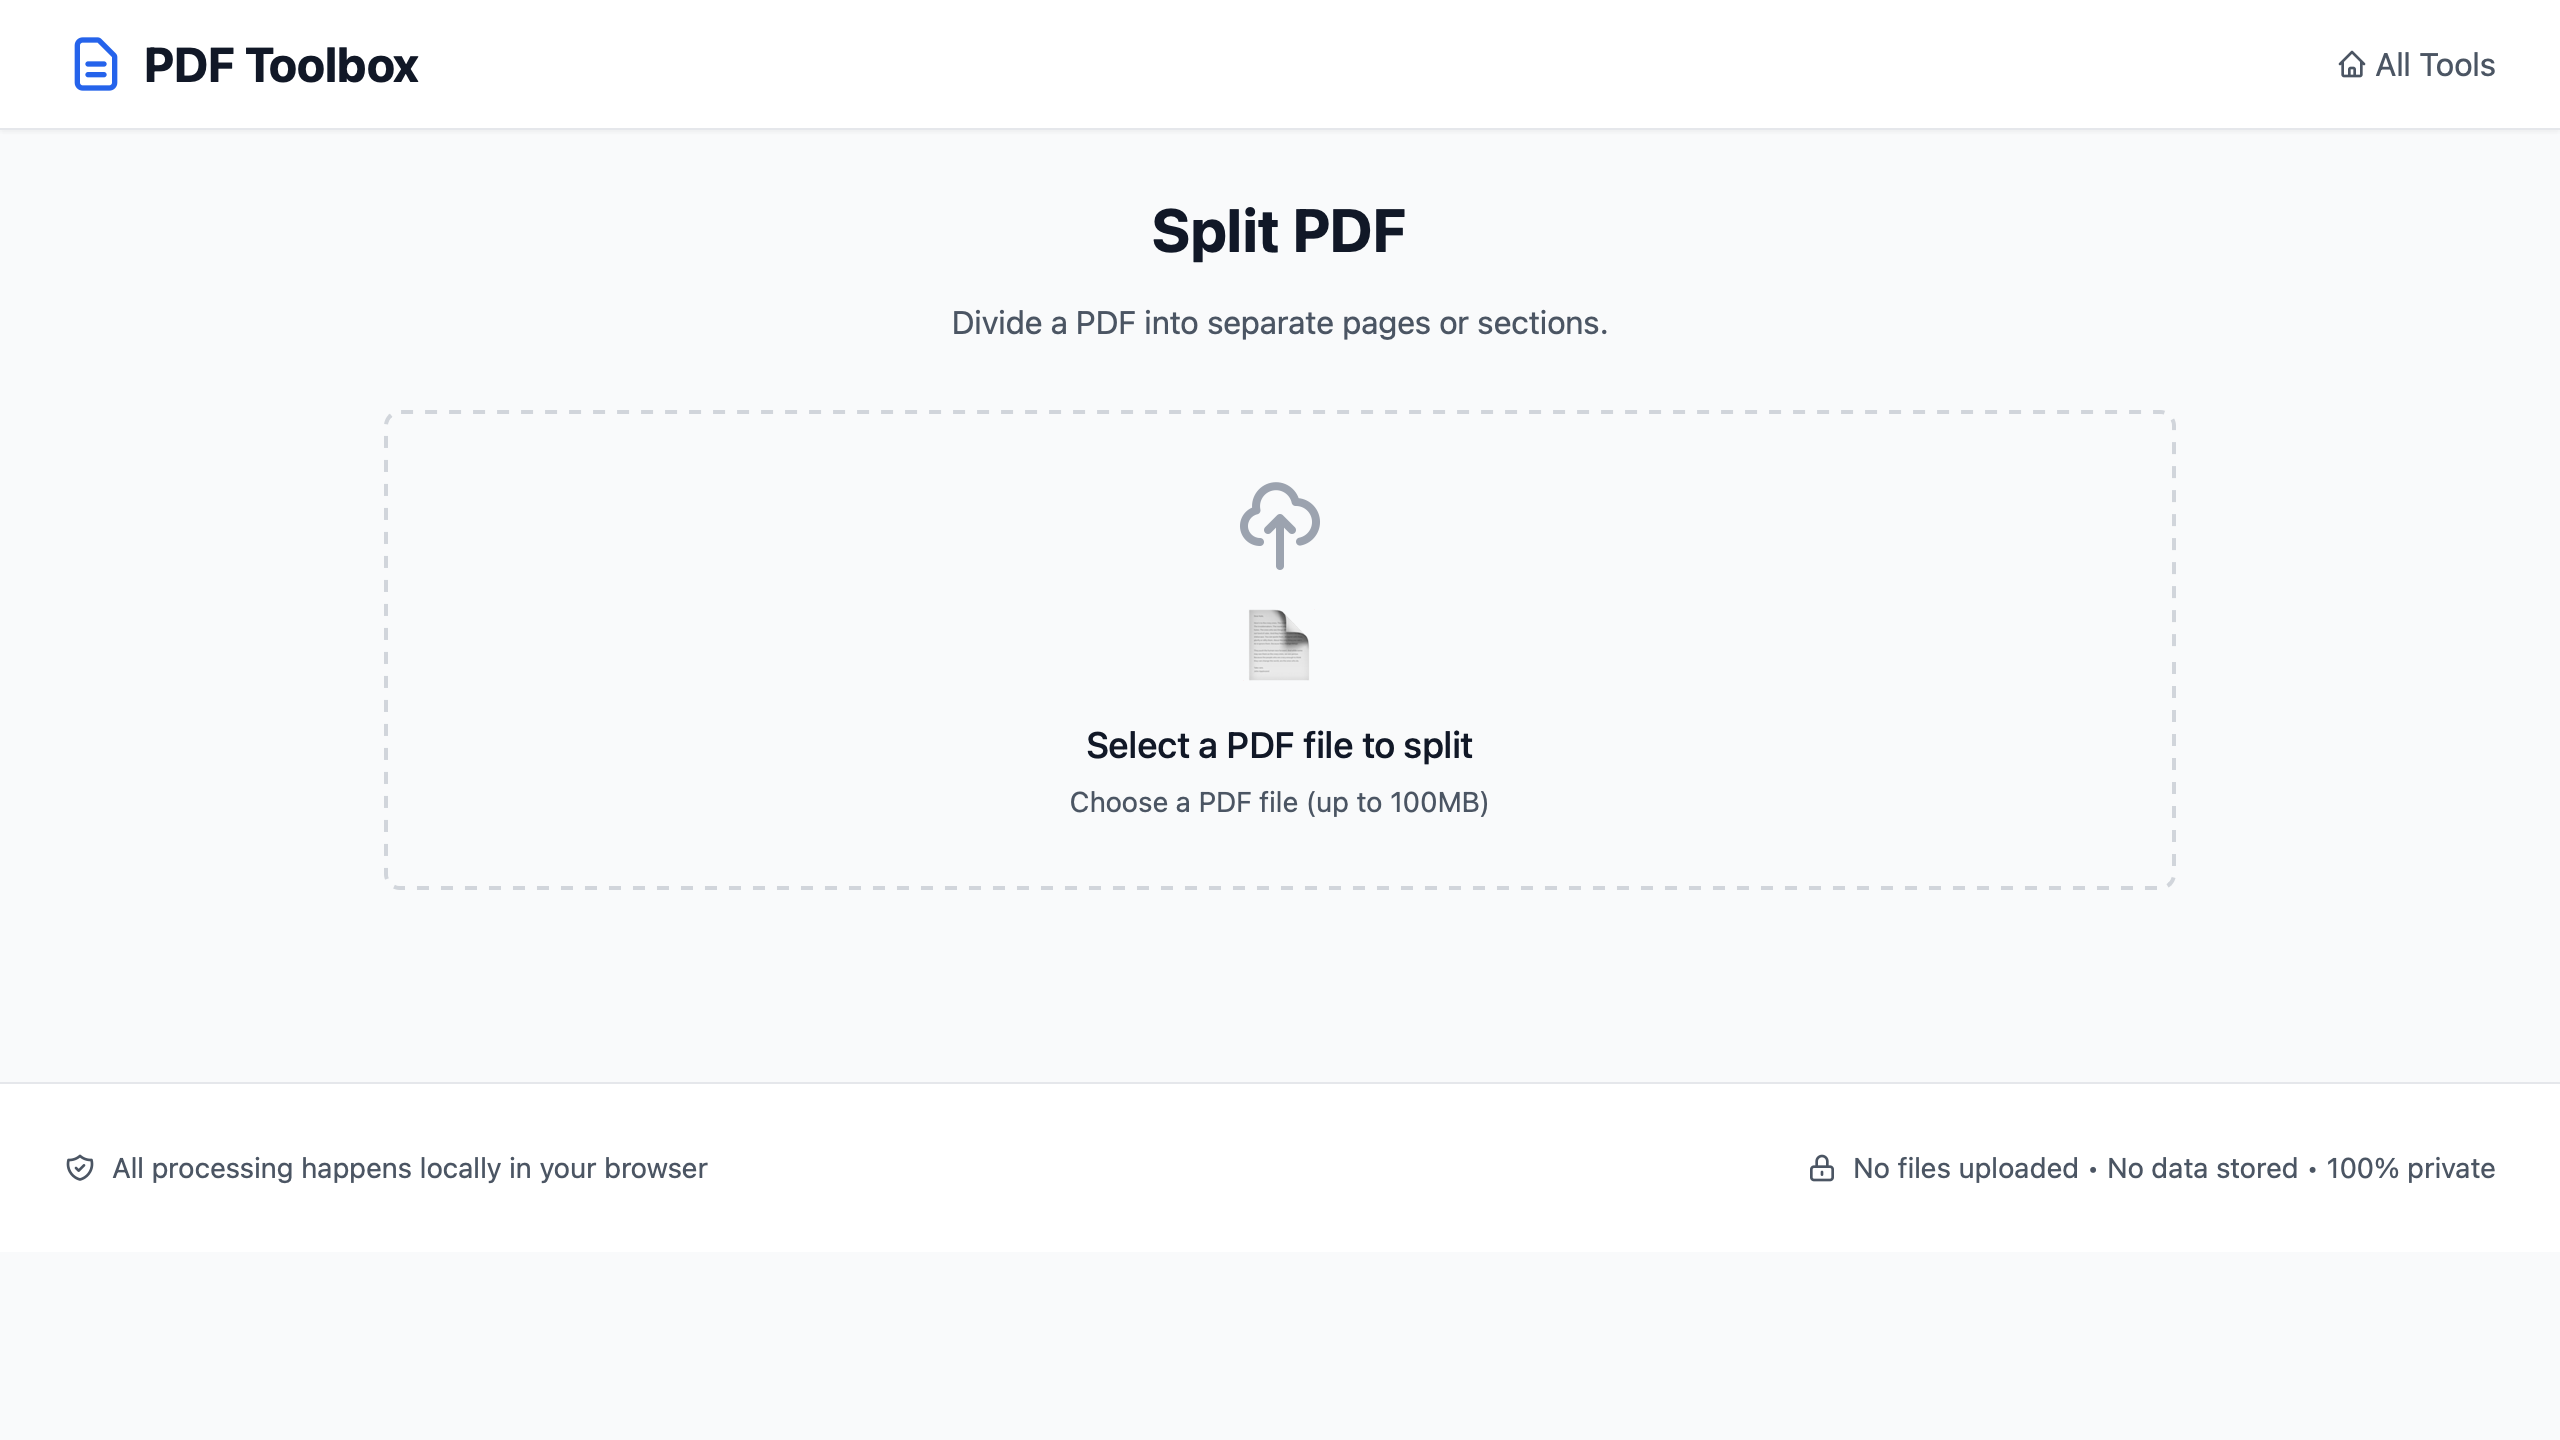 PDF Toolbox
All Tools
Split PDF
Divide a PDF into separate pages or sections.
Select a PDF file to split
Choose a PDF file (up to 100MB)
All processing happens locally in your browser
No files uploaded • No data stored • 100% private